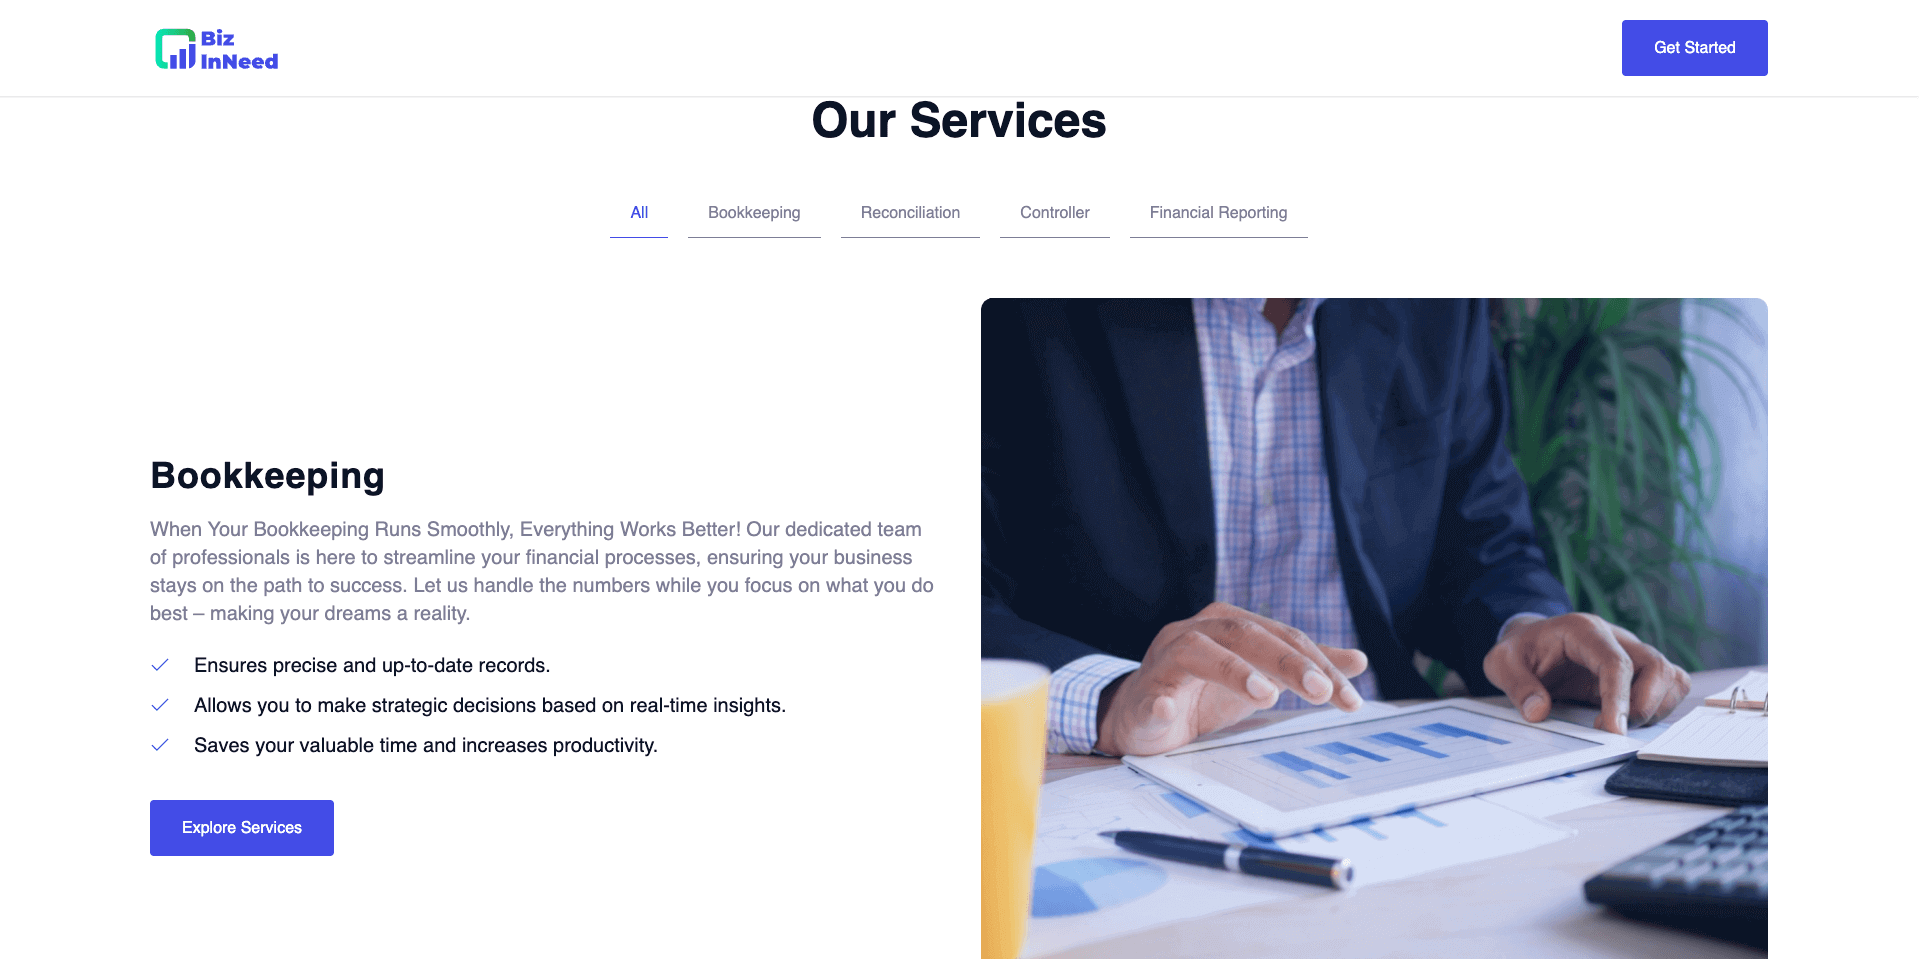 Biz
InNeed
Get Started
Our Services
All
Bookkeeping
Reconciliation
Controller
Financial Reporting
Bookkeeping
When Your Bookkeeping Runs Smoothly, Everything Works Better! Our dedicated team
of professionals is here to streamline your financial processes, ensuring your business
stays on the path to success. Let us handle the numbers while you focus on what you do
best – making your dreams a reality.
Ensures precise and up-to-date records.
Allows you to make strategic decisions based on real-time insights.
Saves your valuable time and increases productivity.
Explore Services